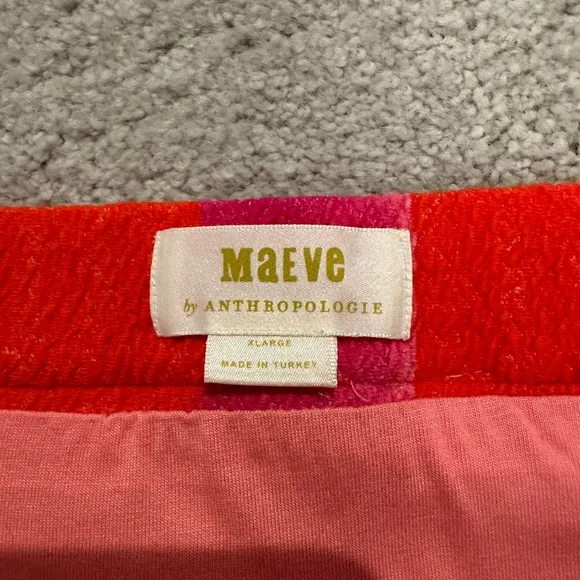 MaEVe
by ANTHROPOLOGIE
XLARGE
MADE IN TURKEY